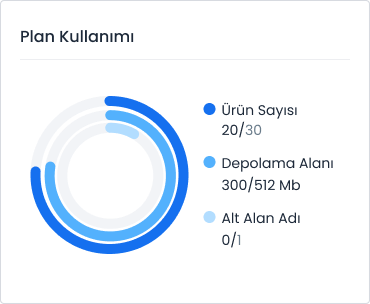 Plan Kullanımı
Ürün Sayısı
20/30
Depolama Alanı
300/512 Mb
Alt Alan Adı
0/1